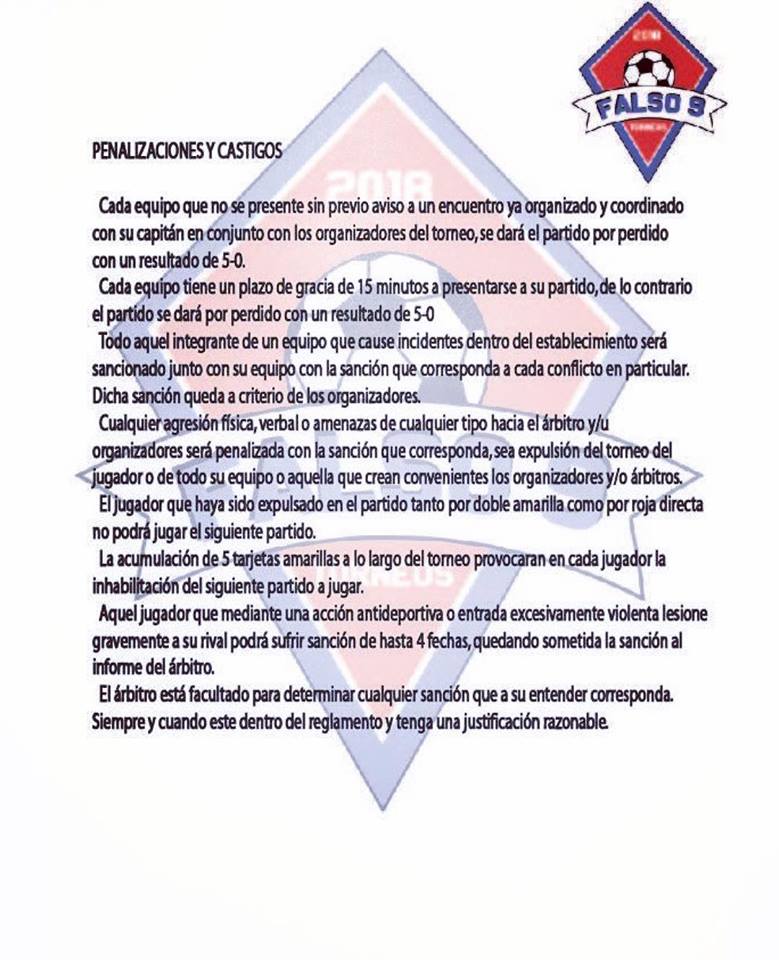 2018
FALSO 9
TORNEOS
PENALIZACIONES Y CASTIGOS
2018
Cada equipo que no se presente sin previo aviso a un encuentro ya organizado y coordinado
con su capitán en conjunto con los organizadores del torneo, se dará el partido por perdido
con un resultado de 5-0.
Cada equipo tiene un plazo de gracia de 15 minutos a presentarse a su partido, de lo contrario
el partido se dará por perdido con un resultado de 5-0
Todo aquel integrante de un equipo que cause incidentes dentro del establecimiento será
sancionado junto con su equipo con la sanción que corresponda a cada conflicto en particular.
Dicha sanción queda a criterio de los organizadores.
Cualquier agresión física, verbal o amenazas de cualquier tipo hacia el árbitro y/u
organizadores será penalizada con la sanción que corresponda, sea expulsión del torneo del
jugador o de todo su equipo o aquella que crean convenientes los organizadores y/o árbitros.
FALSO 9
El jugador que haya sido expulsado en el partido tanto por doble amarilla como por roja directa
no podrá jugar el siguiente partido.
La acumulación de 5 tarjetas amarillas a lo largo del torneo provocaran en cada jugador la
TORNEOS
inhabilitación del siguiente partido a jugar.
Aquel jugador que mediante una acción antideportiva o entrada excesivamente violenta lesione
gravemente a su rival podrá sufrir sanción de hasta 4 fechas, quedando sometida la sanción al
informe del árbitro.
El árbitro está facultado para determinar cualquier sanción que a su entender corresponda.
Siempre y cuando este dentro del reglamento y tenga una justificación razonable.